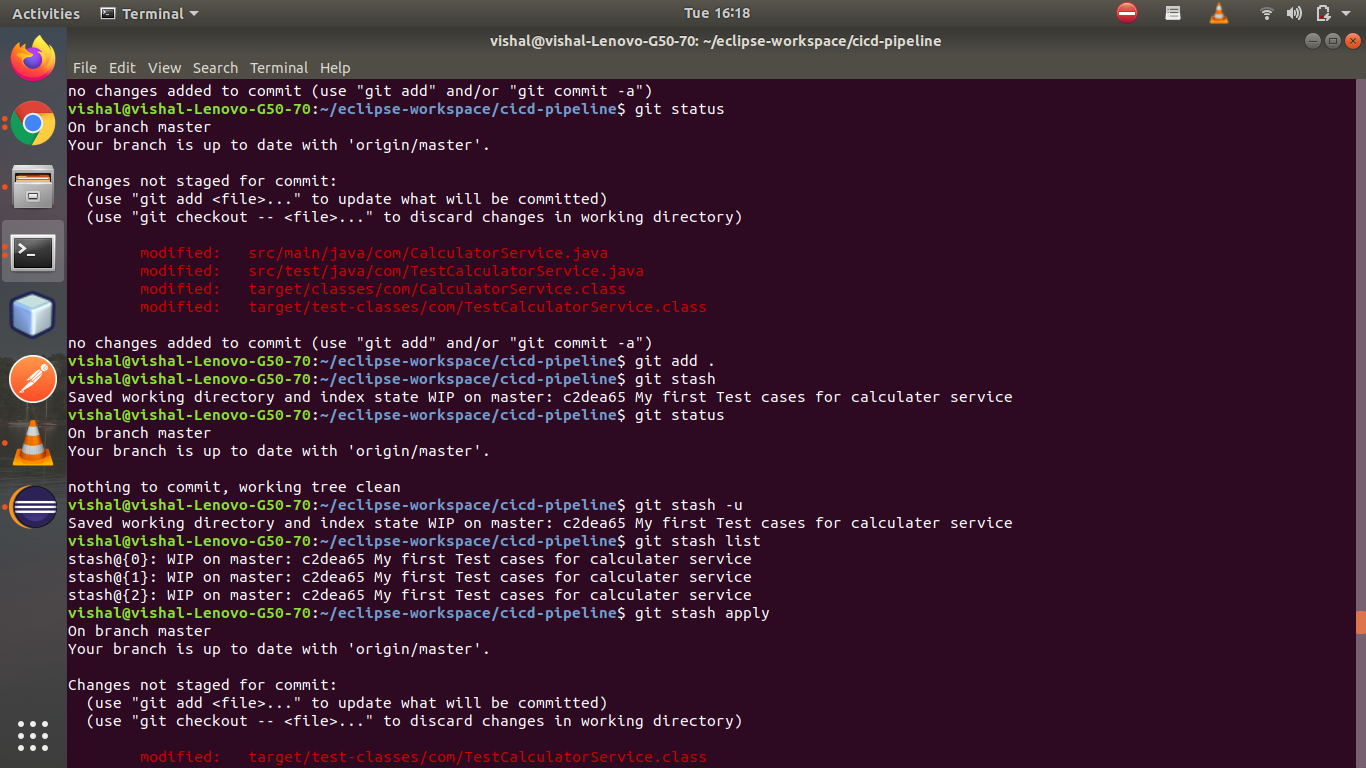 Activities Terminal Tue 16:18
vishal@vishal-Lenovo-G50-70: ~/eclipse-workspace/cicd-pipeline
File Edit View Search Terminal Help
no changes added to commit (use "git add" and/or "git commit -a")
vishal@vishal-Lenovo-G50-70:~/eclipse-workspace/cicd-pipeline$ git status
On branch master
Your branch is up to date with 'origin/master'.
Changes not staged for commit:
(use "git add <file>..." to update what will be committed)
(use "git checkout -- <file>..." to discard changes in working directory)
modified: src/main/java/com/CalculatorService.java
modified: src/test/java/com/TestCalculatorService.java
modified: target/classes/com/CalculatorService.class
modified: target/test-classes/com/TestCalculatorService.class
no changes added to commit (use "git add" and/or "git commit -a")
vishal@vishal-Lenovo-G50-70:~/eclipse-workspace/cicd-pipeline$ git add .
vishal@vishal-Lenovo-G50-70:~/eclipse-workspace/cicd-pipeline$ git stash
Saved working directory and index state WIP on master: c2dea65 My first Test cases for calculater service
vishal@vishal-Lenovo-G50-70:~/eclipse-workspace/cicd-pipeline$ git status
On branch master
Your branch is up to date with 'origin/master'.
nothing to commit, working tree clean
vishal@vishal-Lenovo-G50-70:~/eclipse-workspace/cicd-pipeline$ git stash -u
Saved working directory and index state WIP on master: c2dea65 My first Test cases for calculater service
vishal@vishal-Lenovo-G50-70:~/eclipse-workspace/cicd-pipeline$ git stash list
stash@{0}: WIP on master: c2dea65 My first Test cases for calculater service
stash@{1}: WIP on master: c2dea65 My first Test cases for calculater service
stash@{2}: WIP on master: c2dea65 My first Test cases for calculater service
vishal@vishal-Lenovo-G50-70:~/eclipse-workspace/cicd-pipeline$ git stash apply
On branch master
Your branch is up to date with 'origin/master'.
Changes not staged for commit:
(use "git add <file>..." to update what will be committed)
(use "git checkout -- <file>..." to discard changes in working directory)
modified: target/test-classes/com/TestCalculatorService.class